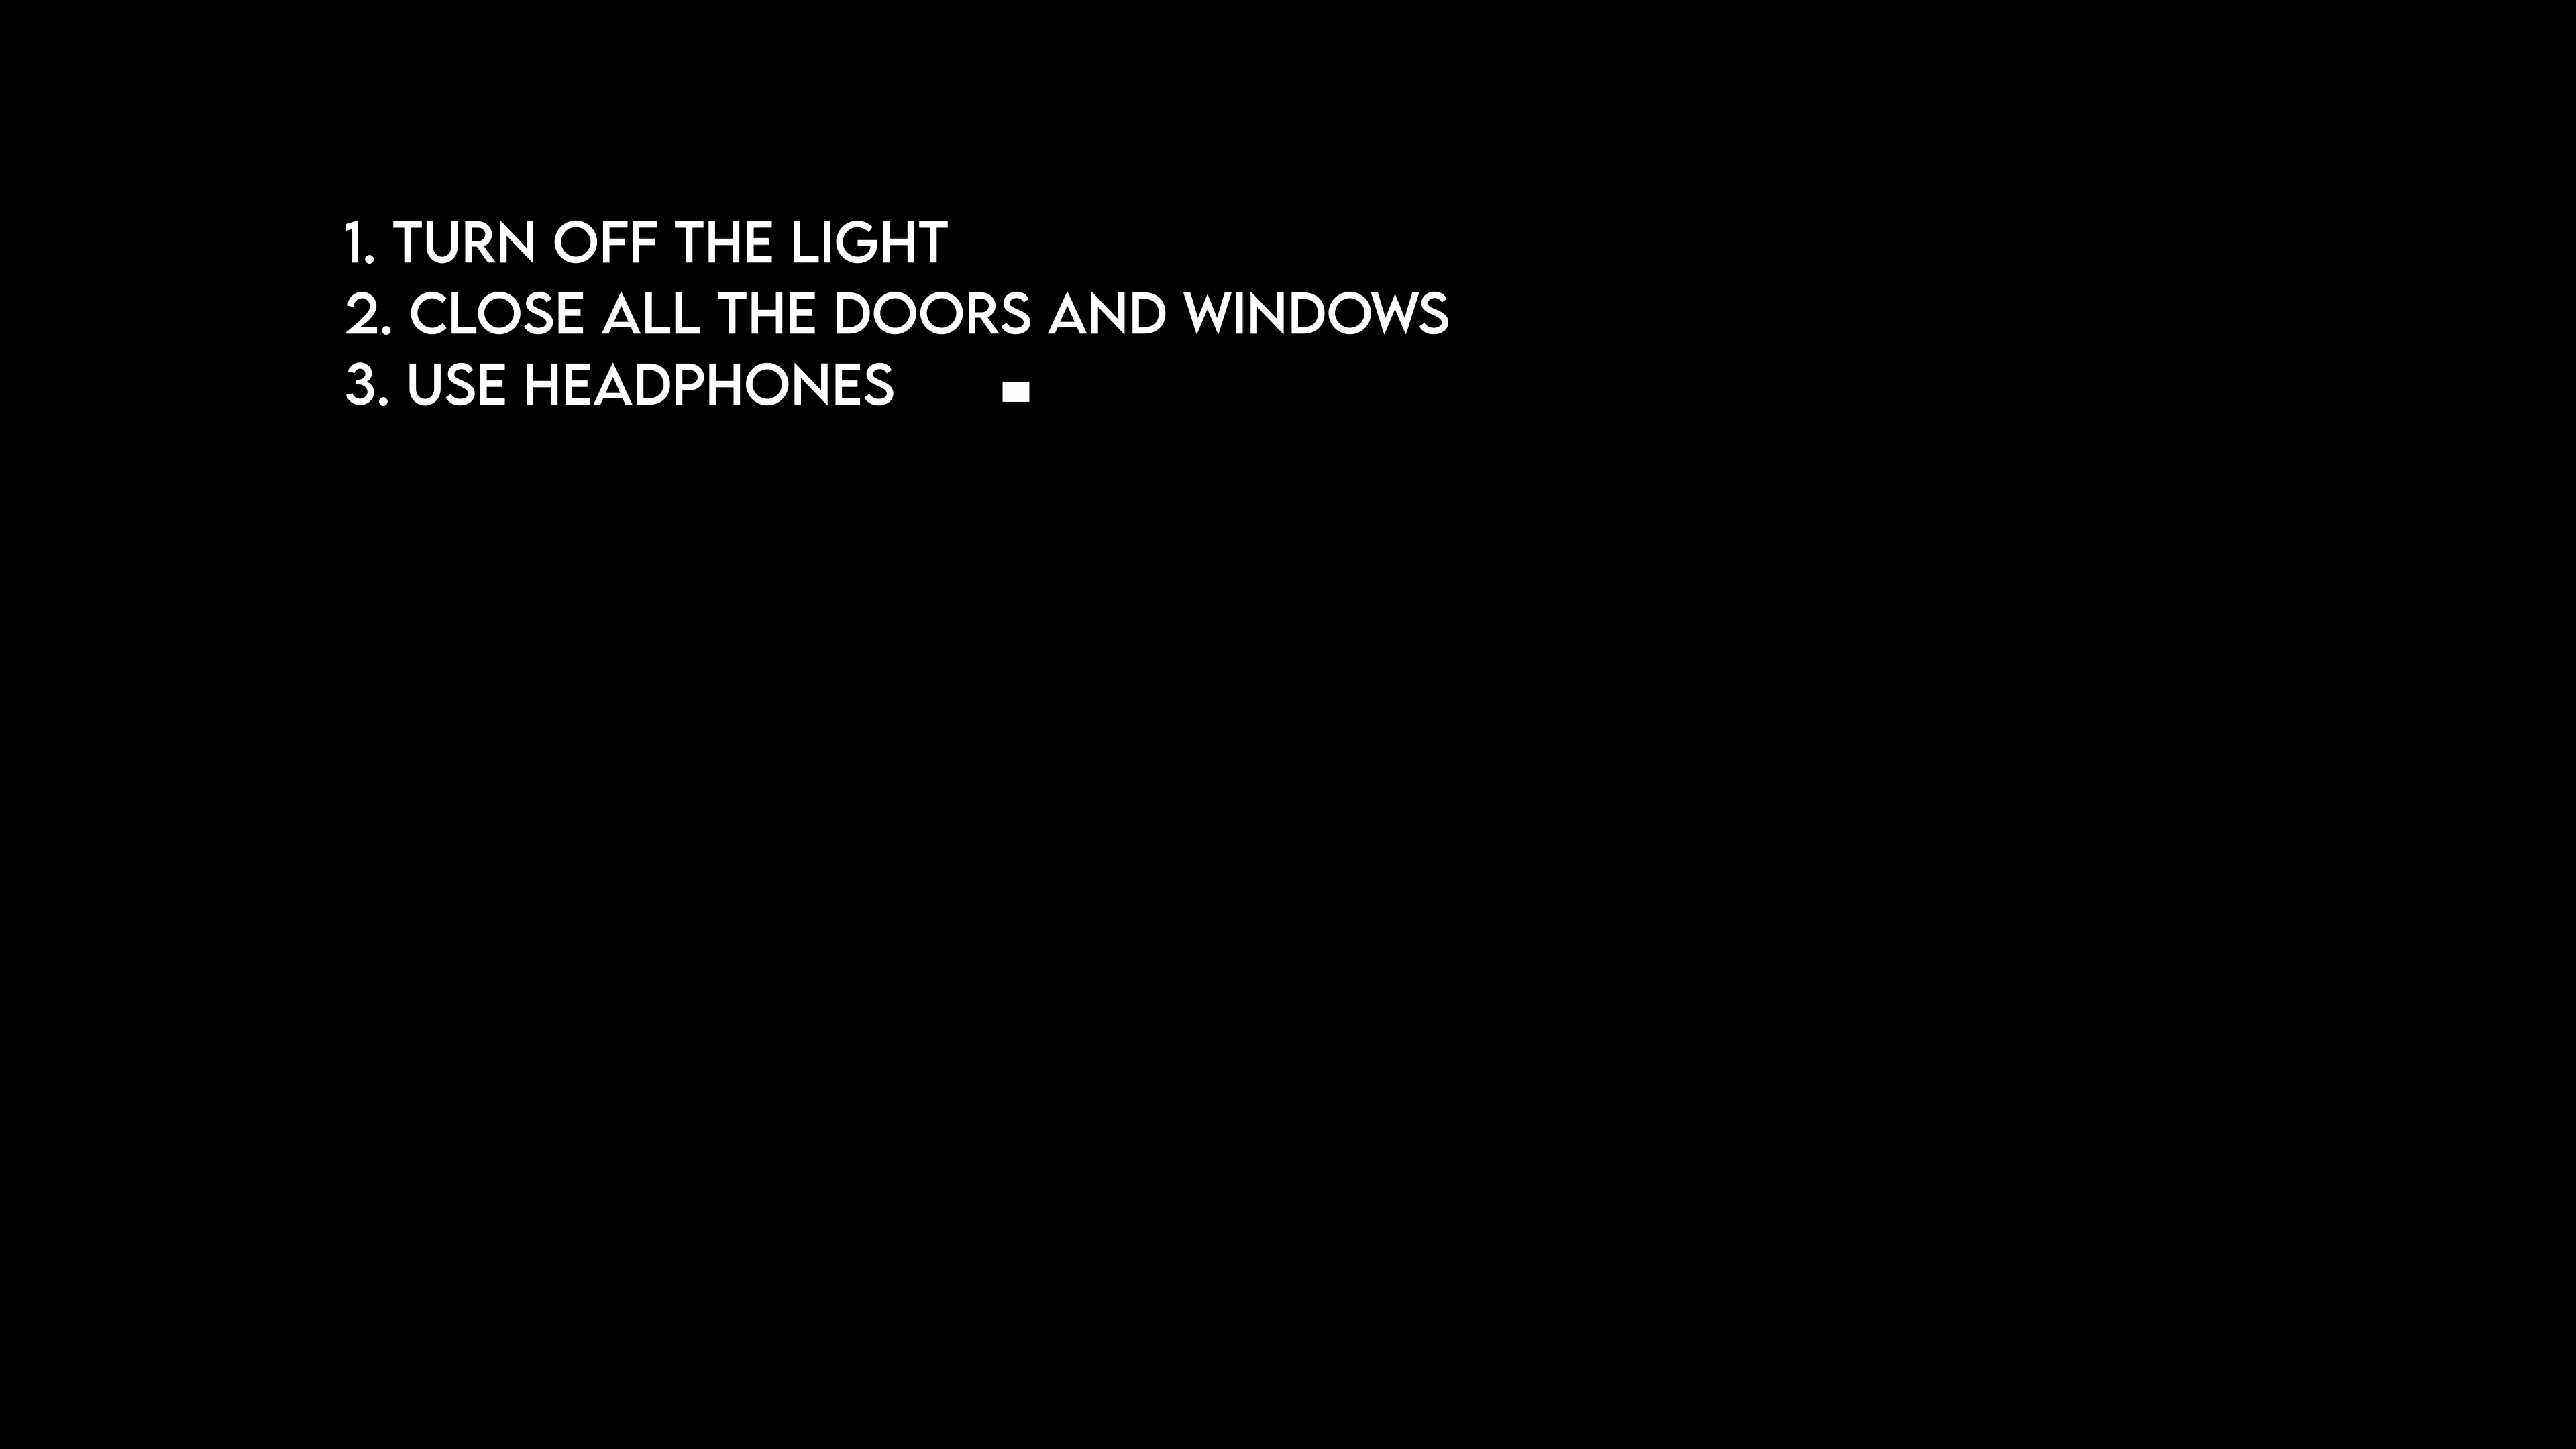 1. TURN OFF THE LIGHT
2. CLOSE ALL THE DOORS AND WINDOWS
3. USE HEADPHONES